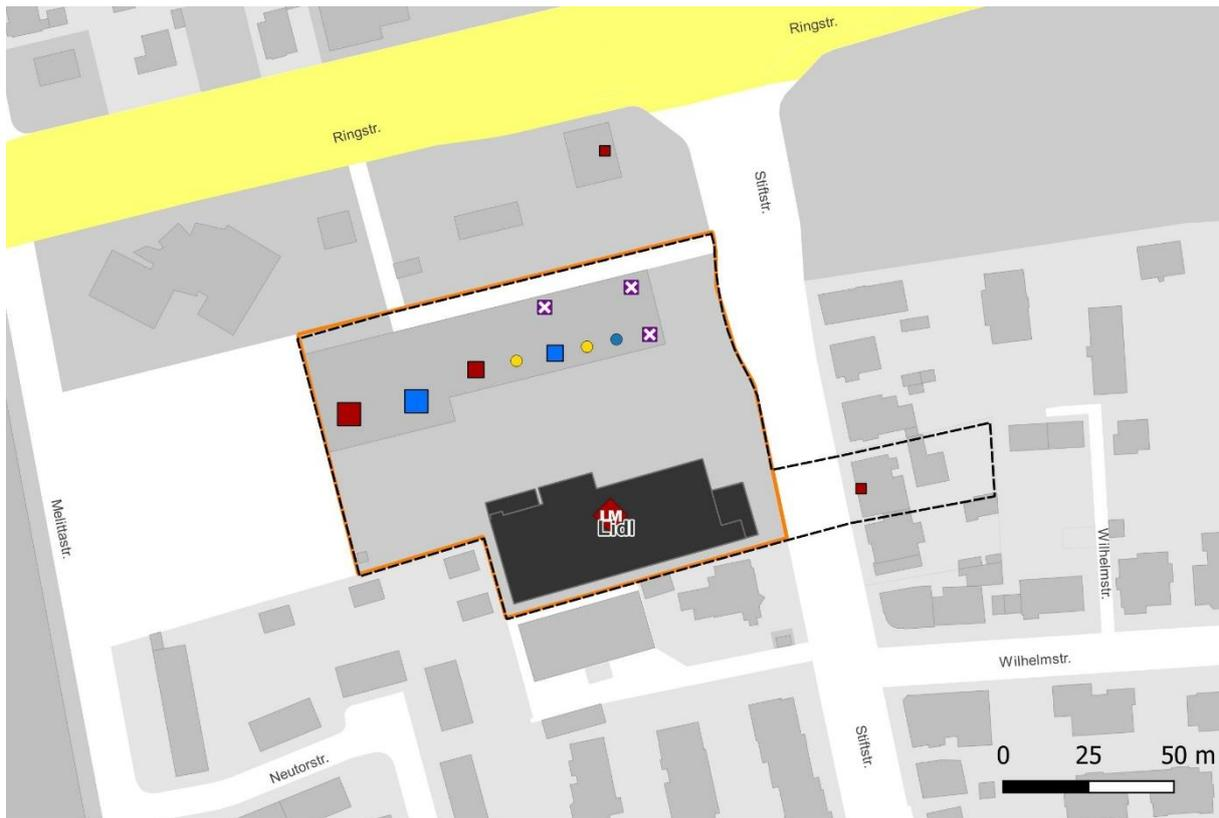 Ringstr.
Ringstr.
Stiftstr.
LM
Lidl
Melittastr.
Wilhelmstr.
Wilhelmstr.
Stiftstr.
Neutorstr.
0 25 50 m